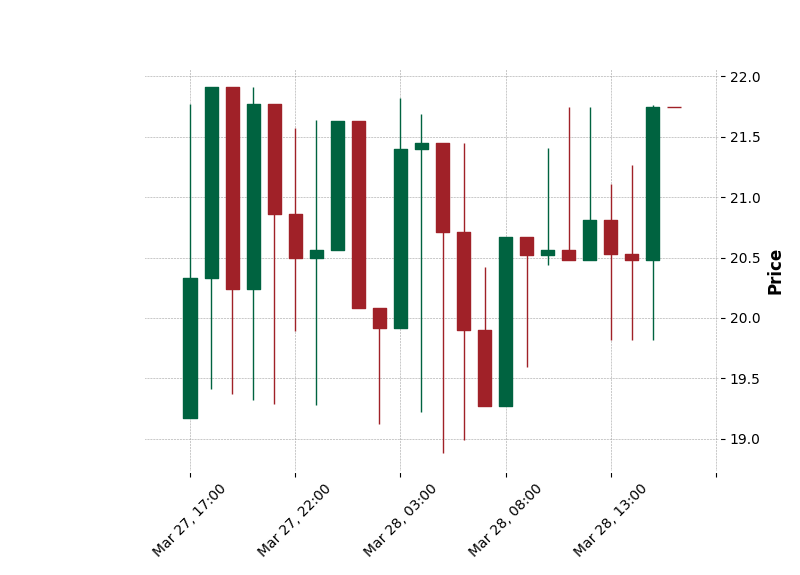 22.0
21.5
21.0
20.5
20.0
19.5
19.0
Price
Mar 27, 17:00
Mar 27, 22:00
Mar 28, 03:00
Mar 28, 08:00
Mar 28, 13:00